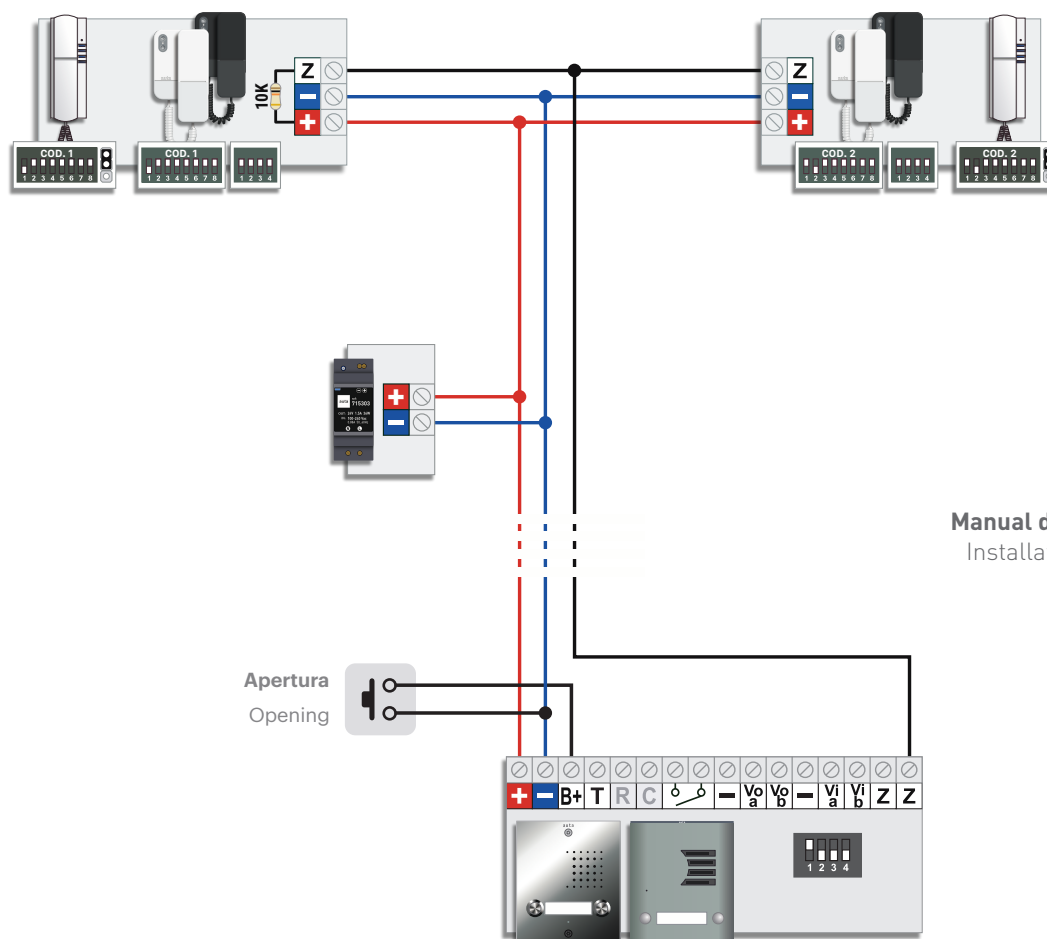 Z
10K
COD. 1
1 2 3 4 5 6 7 8
COD. 1
1 2 3 4 5 6 7 8
1 2 3 4
Z
COD. 2
1 2 3 4 5 6 7 8
1 2 3 4
COD. 2
1 2 3 4 5 6 7 8
auta
715303
Manual d
Installa
Apertura
Opening
+ − B+ T R C − Vo a Vo b − Vi a Vi b Z Z
auta
1 2 3 4